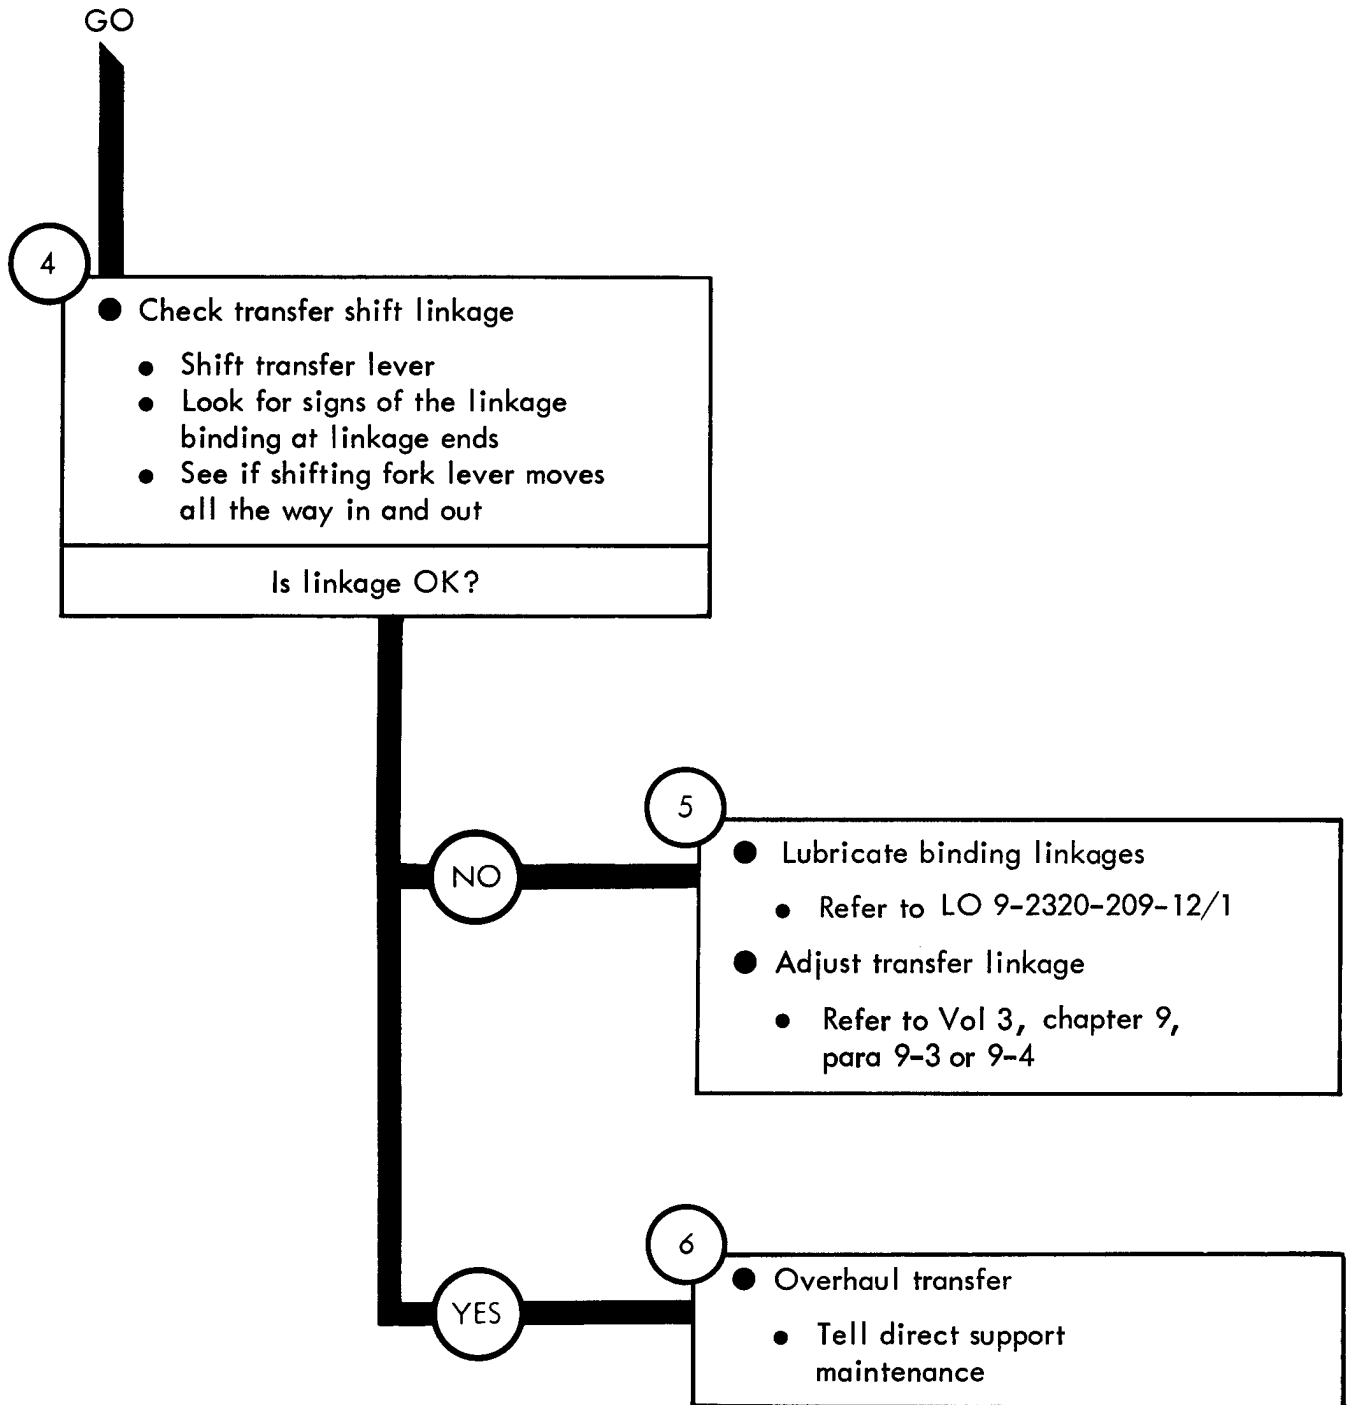 GO
4
● Check transfer shift linkage
● Shift transfer lever
● Look for signs of the linkage
binding at linkage ends
● See if shifting fork lever moves
all the way in and out
Is linkage OK?
5
NO
● Lubricate binding linkages
● Refer to LO 9-2320-209-12/1
● Adjust transfer linkage
● Refer to Vol 3, chapter 9,
para 9-3 or 9-4
6
YES
● Overhaul transfer
● Tell direct support
maintenance